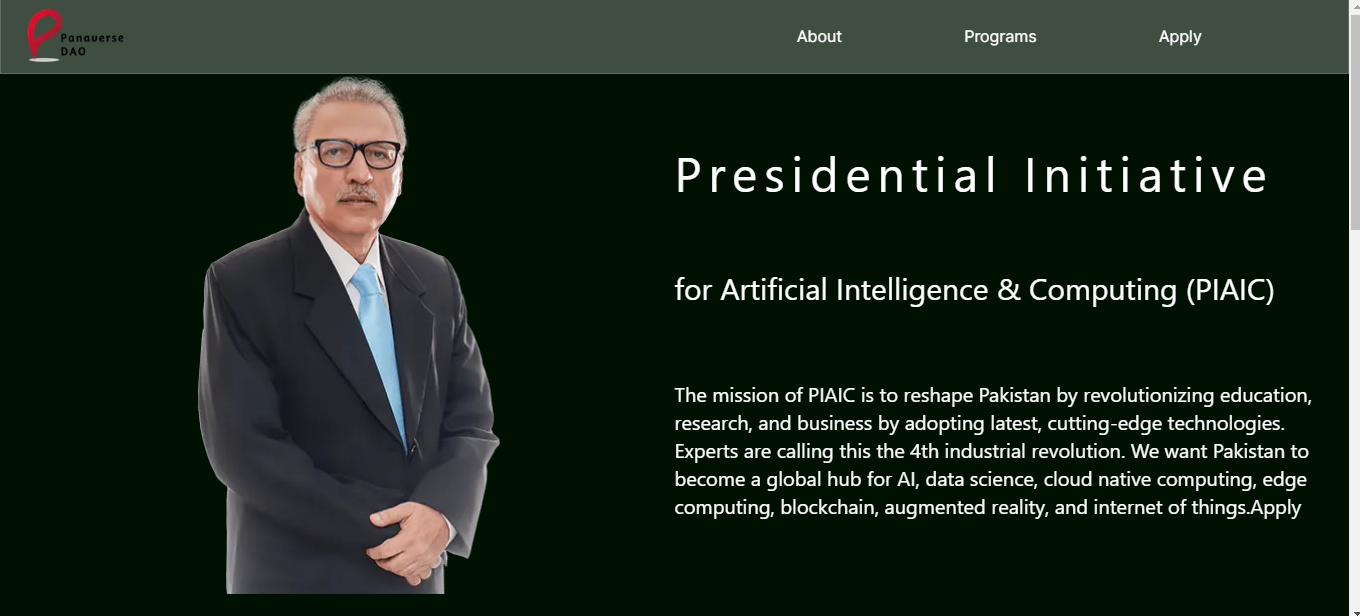 Panaverse
DAO
About
Programs
Apply
Presidential Initiative
for Artificial Intelligence & Computing (PIAIC)
The mission of PIAIC is to reshape Pakistan by revolutionizing education,
research, and business by adopting latest, cutting-edge technologies.
Experts are calling this the 4th industrial revolution. We want Pakistan to
become a global hub for AI, data science, cloud native computing, edge
computing, blockchain, augmented reality, and internet of things.Apply